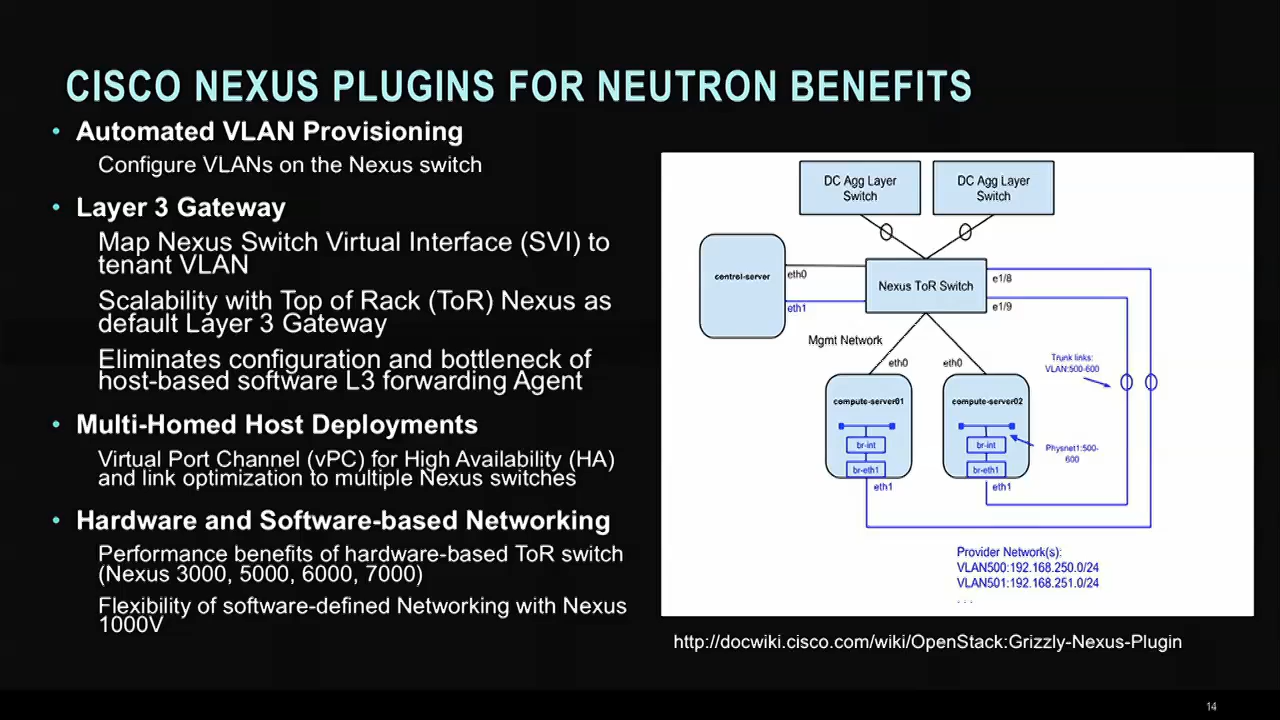 CISCO NEXUS PLUGINS FOR NEUTRON BENEFITS
• Automated VLAN Provisioning
Configure VLANs on the Nexus switch
• Layer 3 Gateway
Map Nexus Switch Virtual Interface (SVI) to
tenant VLAN
Scalability with Top of Rack (ToR) Nexus as
default Layer 3 Gateway
Eliminates configuration and bottleneck of
host-based software L3 forwarding Agent
• Multi-Homed Host Deployments
Virtual Port Channel (vPC) for High Availability (HA)
and link optimization to multiple Nexus switches
• Hardware and Software-based Networking
Performance benefits of hardware-based ToR switch
(Nexus 3000, 5000, 6000, 7000)
Flexibility of software-defined Networking with Nexus
1000V
DC Agg Layer
Switch
DC Agg Layer
Switch
control-server
eth0
eth1
Nexus ToR Switch
e1/8
e1/9
Mgmt Network
eth0
eth0
Trunk links:
VLAN:500-600
compute-server01
br-int
br-eth1
eth1
compute-server02
br-int
br-eth1
eth1
Physnet1:500-
600
Provider Network(s):
VLAN500:192.168.250.0/24
VLAN501:192.168.251.0/24
...
http://docwiki.cisco.com/wiki/OpenStack:Grizzly-Nexus-Plugin
14